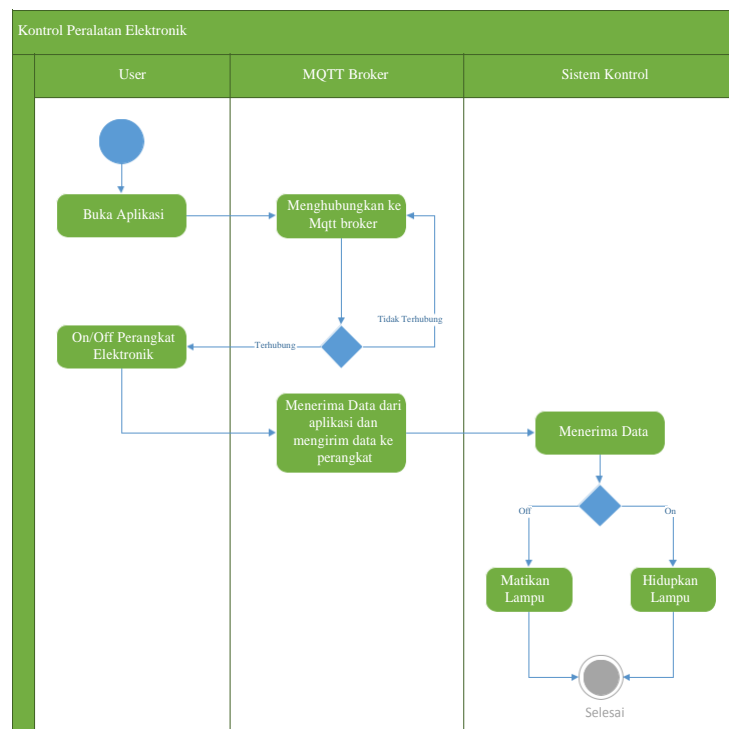 Kontrol Peralatan Elektronik
User
MQTT Broker
Sistem Kontrol
Buka Aplikasi
Menghubungkan ke
Mqtt broker
Tidak Terhubung
On/Off Perangkat
Elektronik
Terhubung
Menerima Data dari
aplikasi dan
mengirim data ke
perangkat
Menerima Data
Off
On
Matikan
Lampu
Hidupkan
Lampu
Selesai